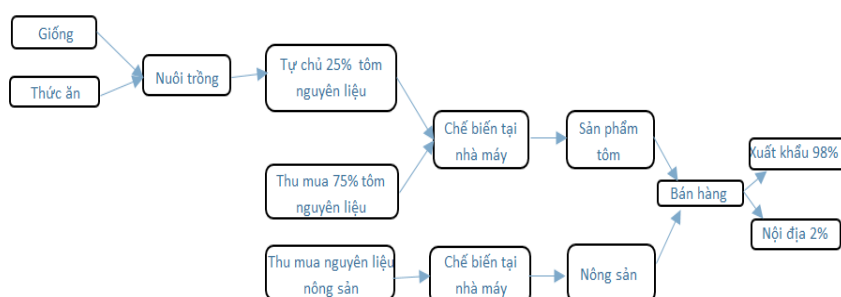 Giống
Thức ăn
Nuôi trồng
Tự chủ 25% tôm
nguyên liệu
Thu mua 75% tôm
nguyên liệu
Chế biến tại
nhà máy
Sản phẩm
tôm
Bán hàng
Xuất khẩu 98%
Nội địa 2%
Thu mua nguyên liệu
nông sản
Chế biến tại
nhà máy
Nông sản